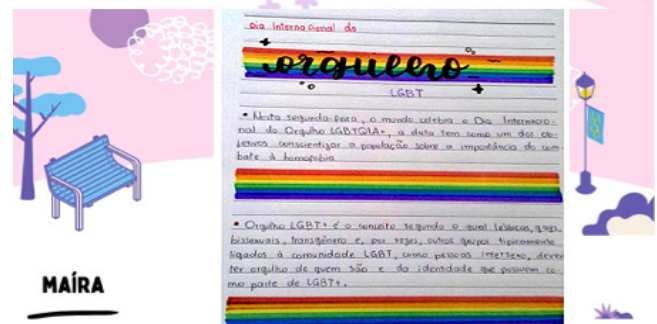 Dia Internacional do
orgulho
LGBT
• Nesta segunda-feira, o mundo celebra o Dia Internacio-
nal do Orgulho LGBTQIA+, a data tem como um dos ob-
jetivos conscientizar a população sobre a importância do com-
bate à homofobia.
• Orgulho LGBT+ é o conceito segundo o qual lésbicas, gays,
bissexuais, transgênero e, por vezes, outros grupos tipicamente
ligados à comunidade LGBT, como pessoas intersexo, devem
ter orgulho de quem são e da identidade que possuem co-
mo parte de LGBT+.
MAÍRA